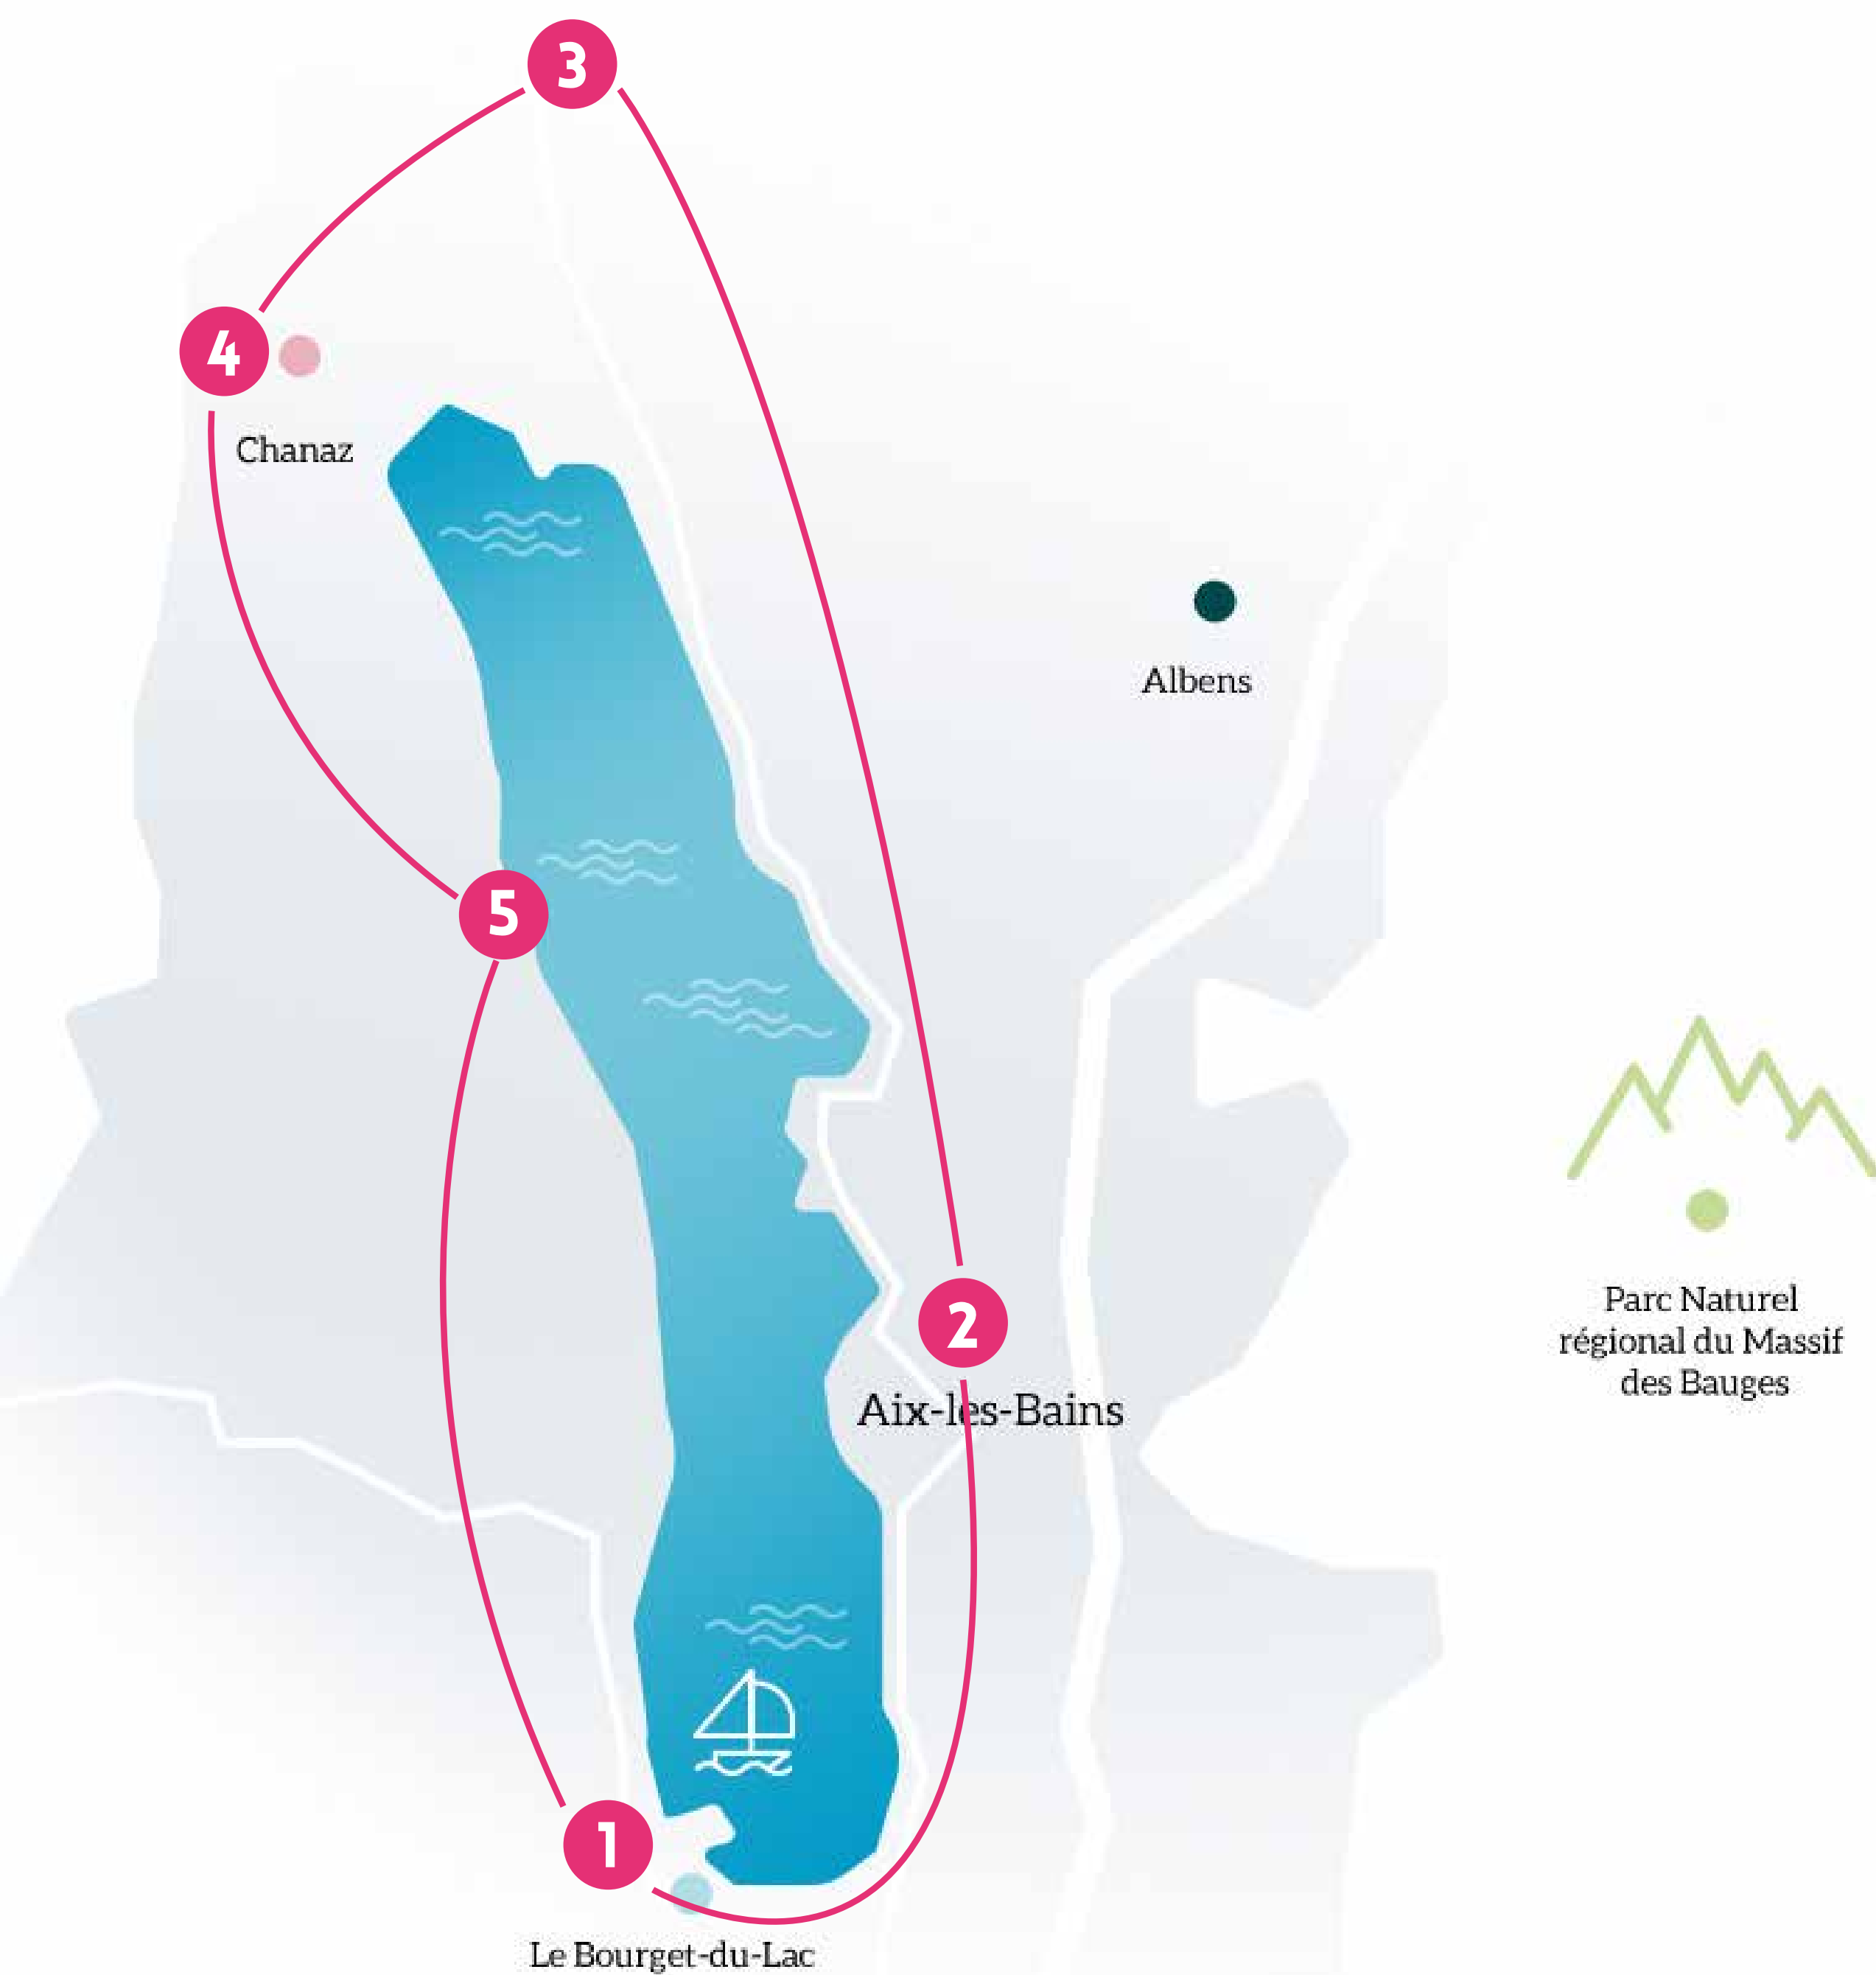 3
4
Chanaz
Albens
5
2
Parc Naturel
régional du Massif
des Bauges
Aix-les-Bains
1
Le Bourget-du-Lac